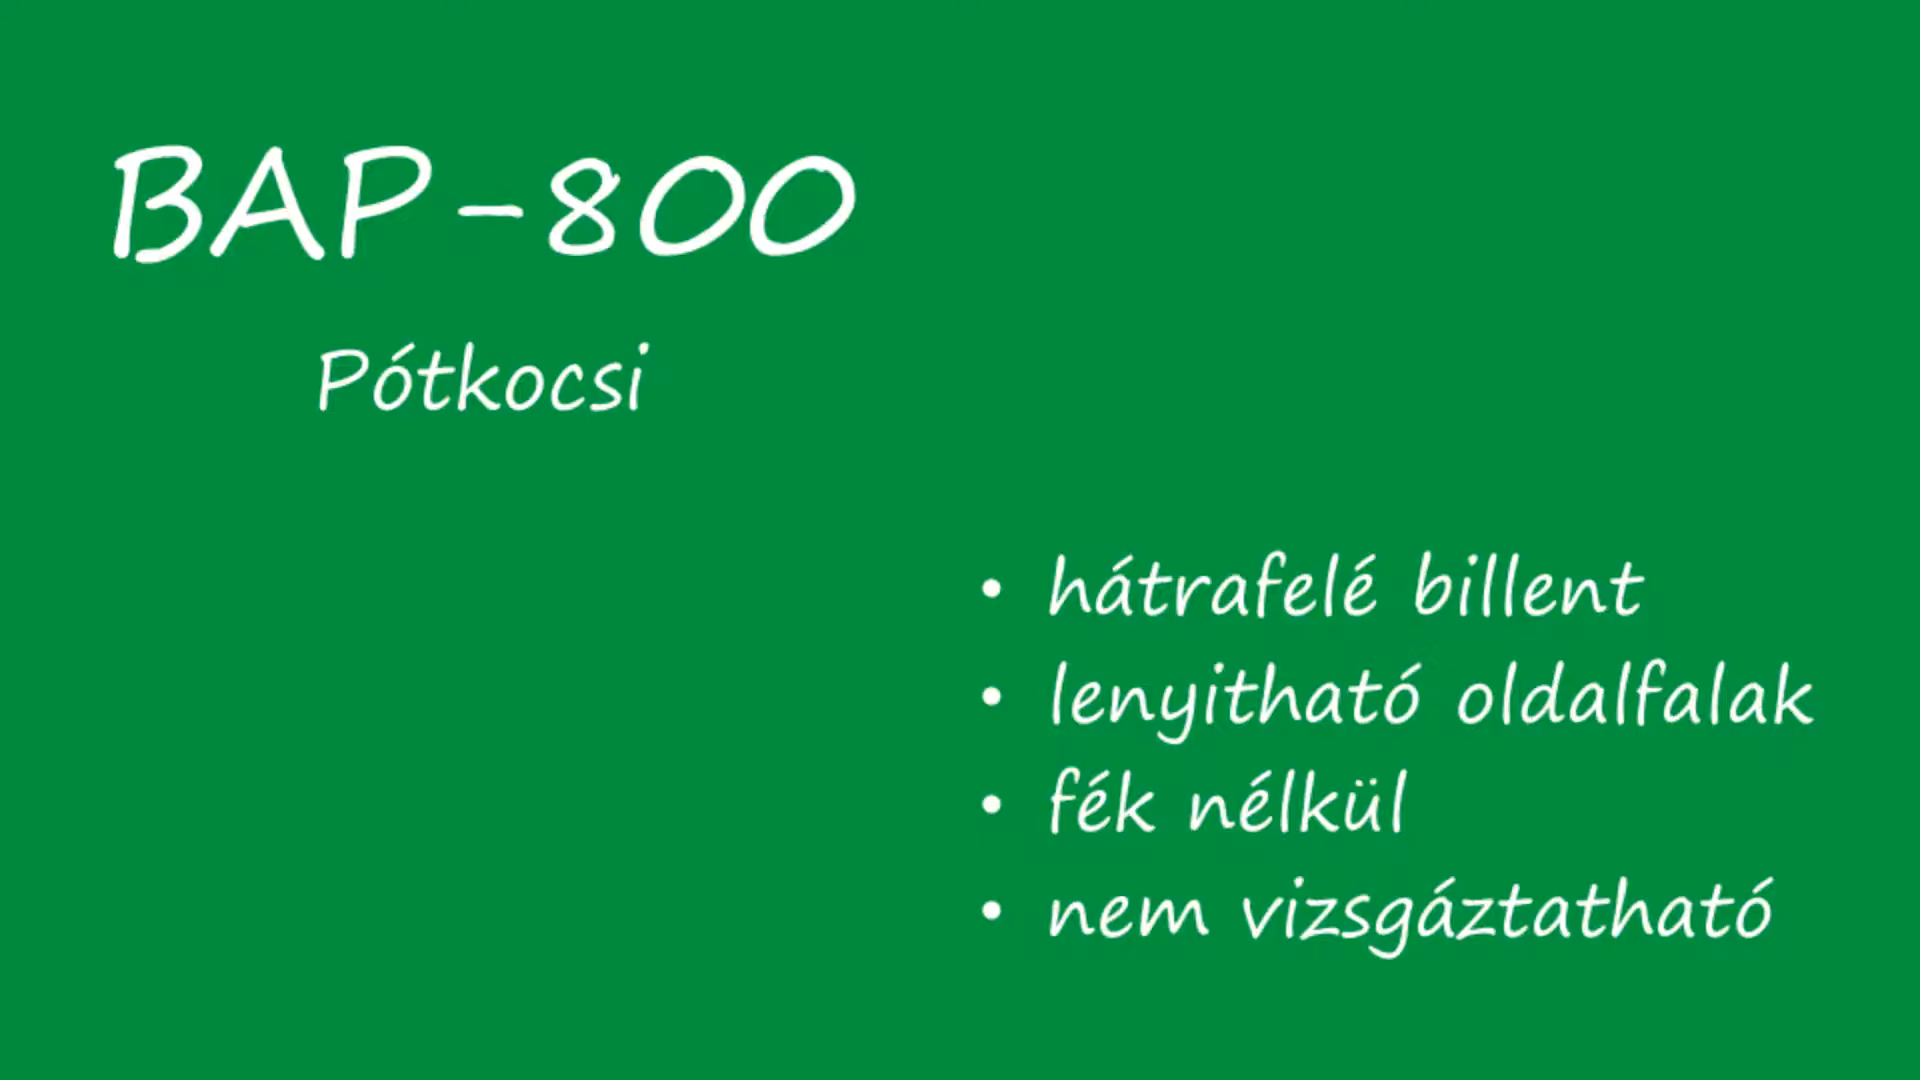 BAP-800
Pótkocsi
• hátrafelé billent
• lenyitható oldalfalak
• fék nélkül
• nem vizsgáztatható